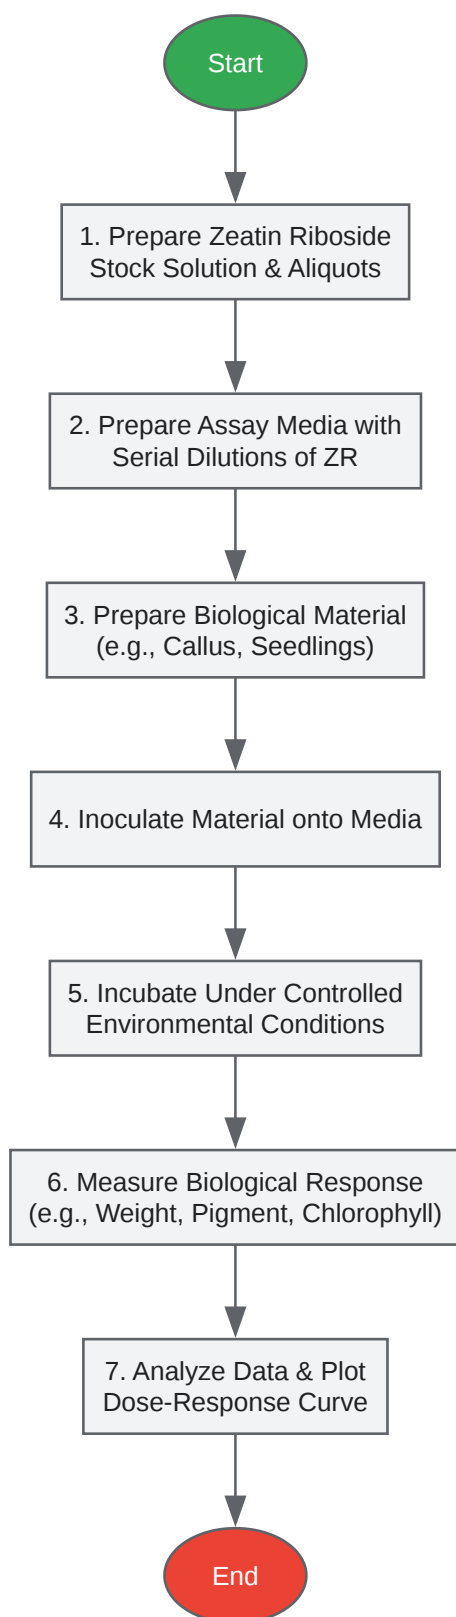 Start
1. Prepare Zeatin Riboside
Stock Solution & Aliquots
2. Prepare Assay Media with
Serial Dilutions of ZR
3. Prepare Biological Material
(e.g., Callus, Seedlings)
4. Inoculate Material onto Media
5. Incubate Under Controlled
Environmental Conditions
6. Measure Biological Response
(e.g., Weight, Pigment, Chlorophyll)
7. Analyze Data & Plot
Dose-Response Curve
End